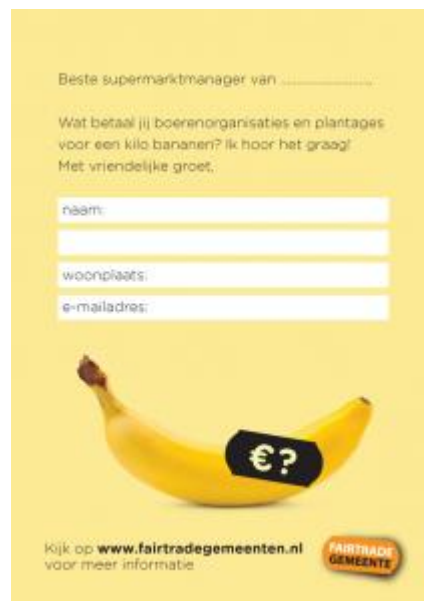 Beste supermarktmanager van ........................
Wat betaal jij boerenorganisaties en plantages
voor een kilo bananen? Ik hoor het graag!
Met vriendelijke groet,
naam:
woonplaats:
e-mailadres:
€?
Kijk op www.fairtradegemeenten.nl
voor meer informatie
FAIRTRADE
GEMEENTE